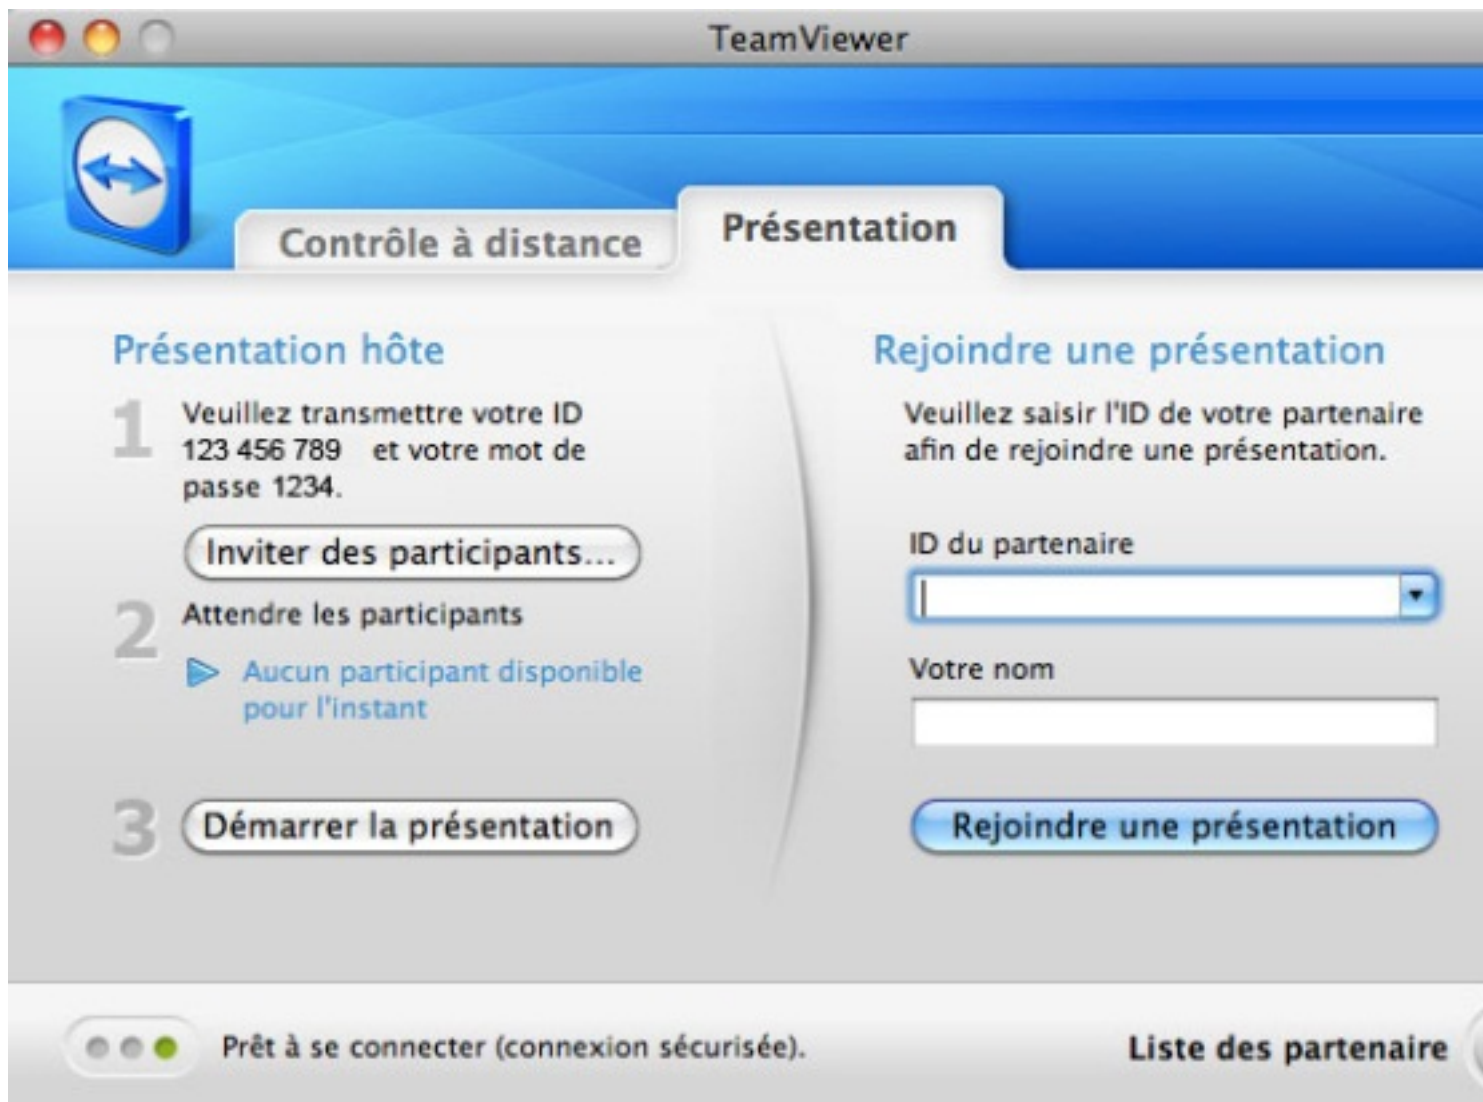 TeamViewer
Contrôle à distance
Présentation
Présentation hôte
1
Veuillez transmettre votre ID
123 456 789 et votre mot de
passe 1234.
Inviter des participants...
2
Attendre les participants
Aucun participant disponible
pour l'instant
3
Démarrer la présentation
Rejoindre une présentation
Veuillez saisir l'ID de votre partenaire
afin de rejoindre une présentation.
ID du partenaire
Votre nom
Rejoindre une présentation
Prêt à se connecter (connexion sécurisée).
Liste des partenaire